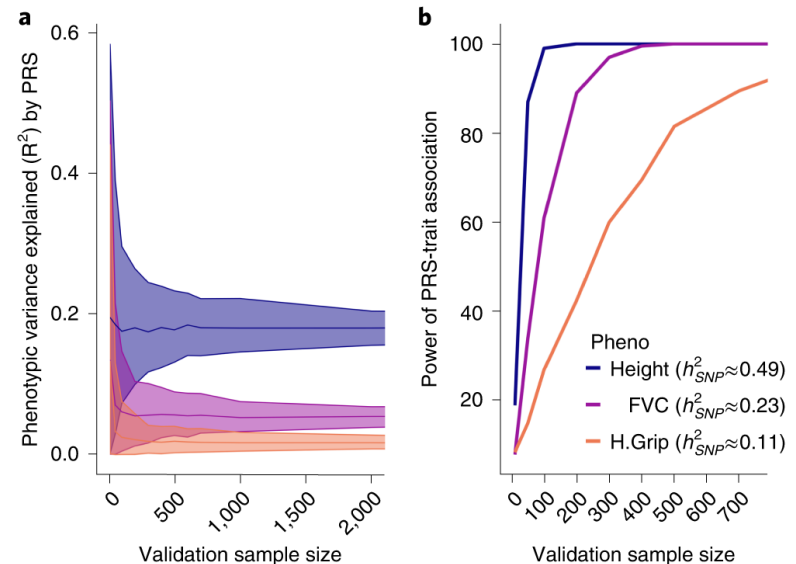 a
0.6
0.4
0.2
0.0
Phenotypic variance explained (R²) by PRS
0
500
1,000
1,500
2,000
Validation sample size
b
100
80
60
40
20
Power of PRS-trait association
Pheno
Height (h²SNP≈0.49)
FVC (h²SNP≈0.23)
H.Grip (h²SNP≈0.11)
0
100
200
300
400
500
600
700
Validation sample size